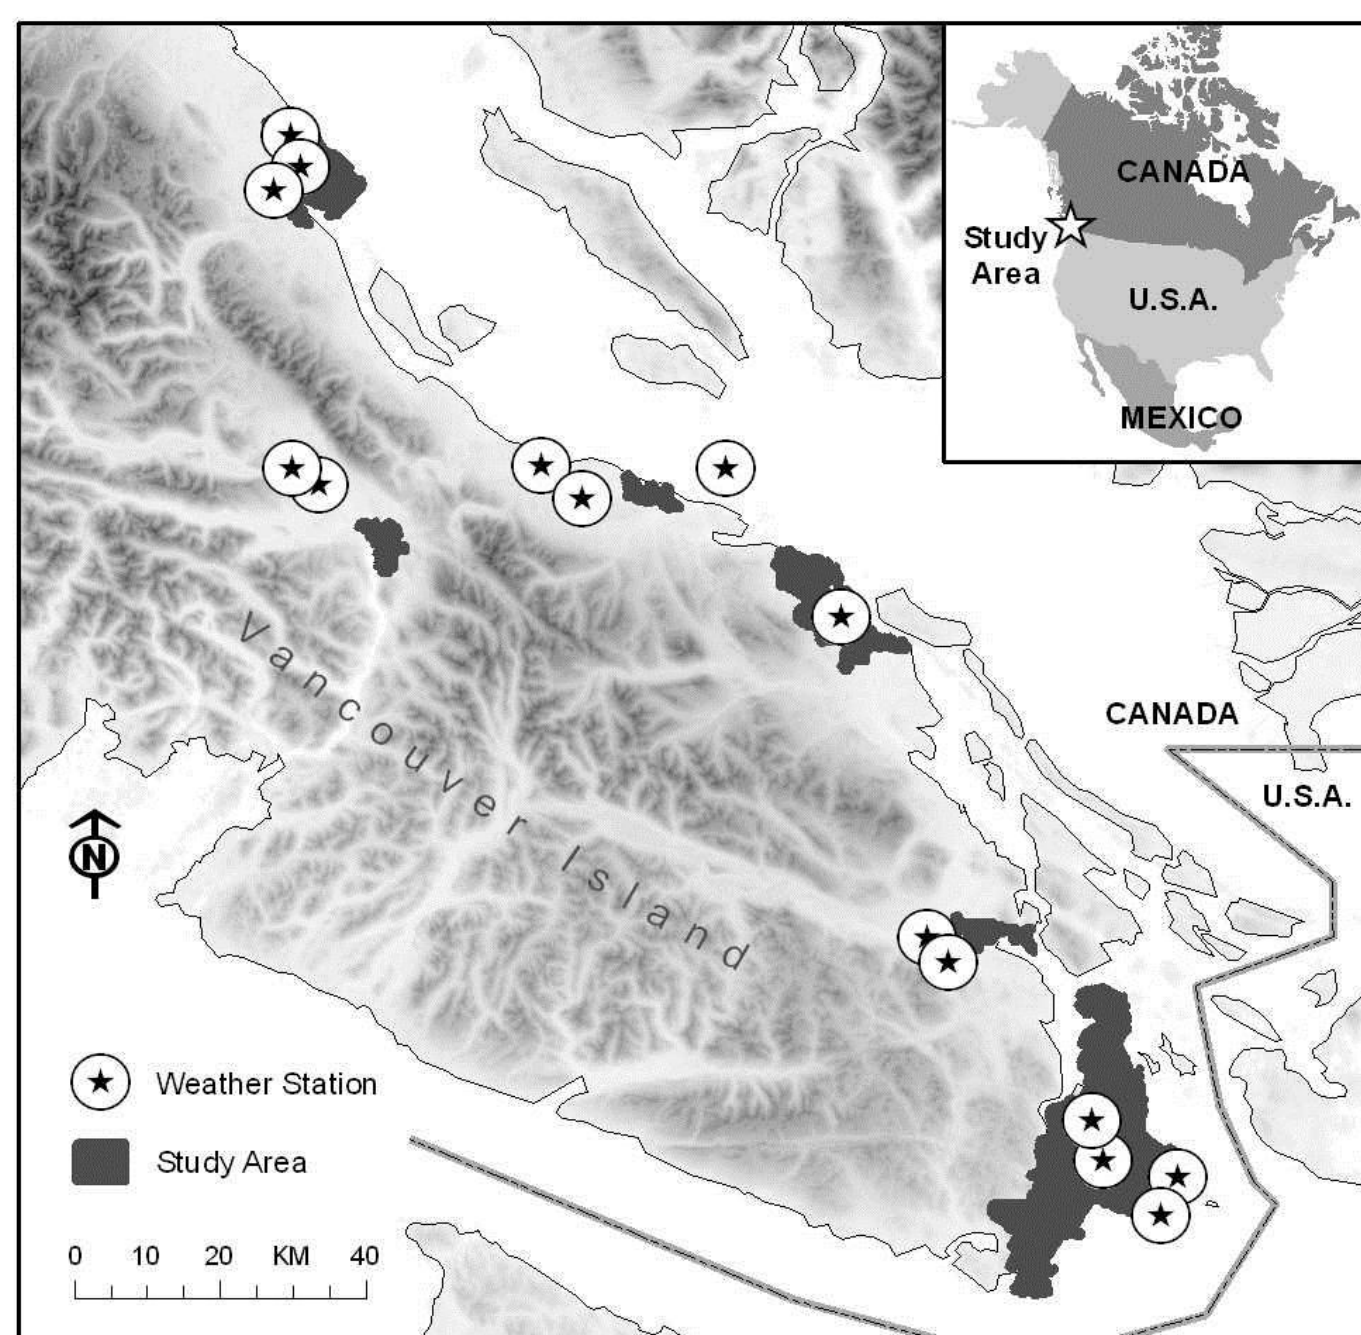 CANADA
Study
Area
U.S.A.
MEXICO
Vancouver Island
CANADA
U.S.A.
N
Weather Station
Study Area
0 10 20 KM 40